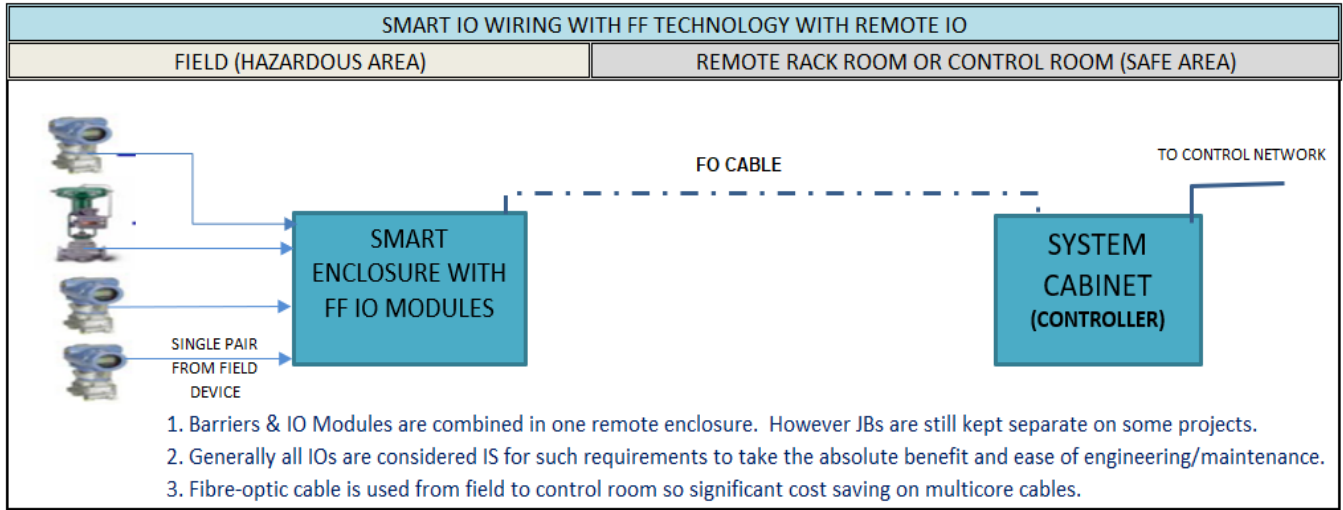 SMART IO WIRING WITH FF TECHNOLOGY WITH REMOTE IO
FIELD (HAZARDOUS AREA)
REMOTE RACK ROOM OR CONTROL ROOM (SAFE AREA)
TO CONTROL NETWORK
FO CABLE
SMART
ENCLOSURE WITH
FF IO MODULES
SYSTEM
CABINET
(CONTROLLER)
SINGLE PAIR
FROM FIELD
DEVICE
1. Barriers & IO Modules are combined in one remote enclosure.  However JBs are still kept separate on some projects.
2. Generally all IOs are considered IS for such requirements to take the absolute benefit and ease of engineering/maintenance.
3. Fibre-optic cable is used from field to control room so significant cost saving on multicore cables.